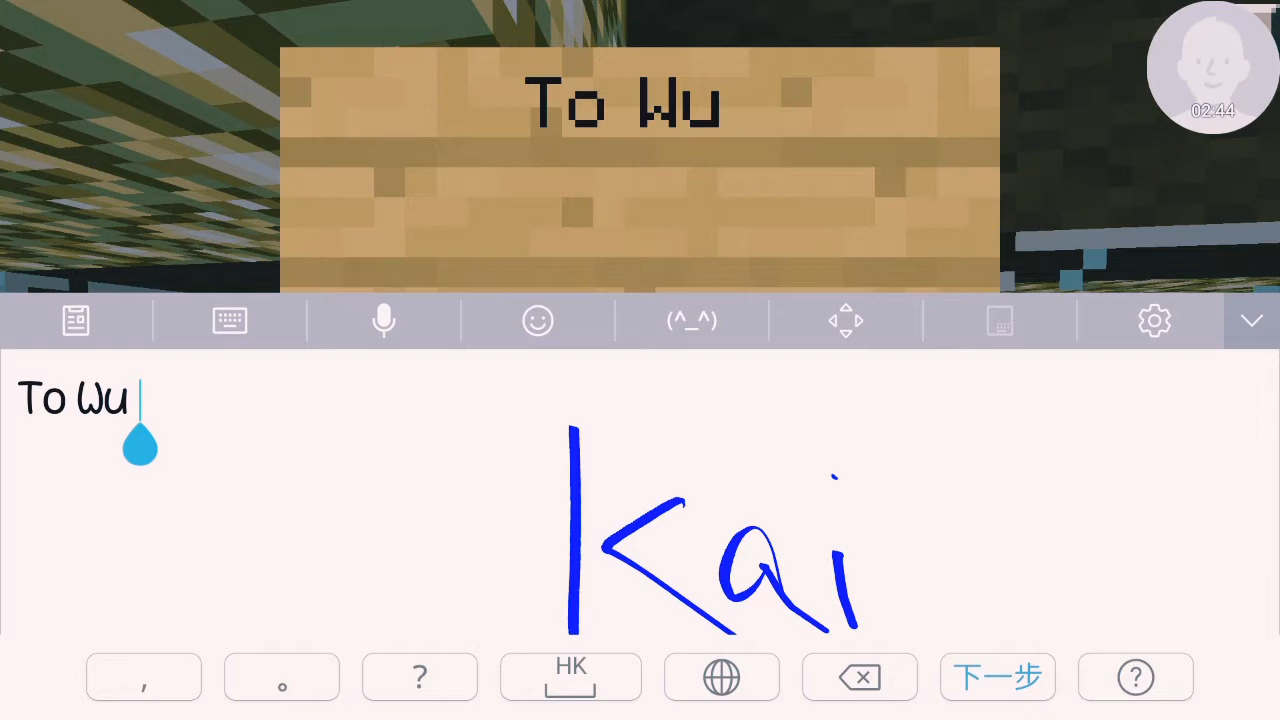 To Wu
02:44
(^_^)
To Wu
Kai
, 。 ? HK 下一步 ?